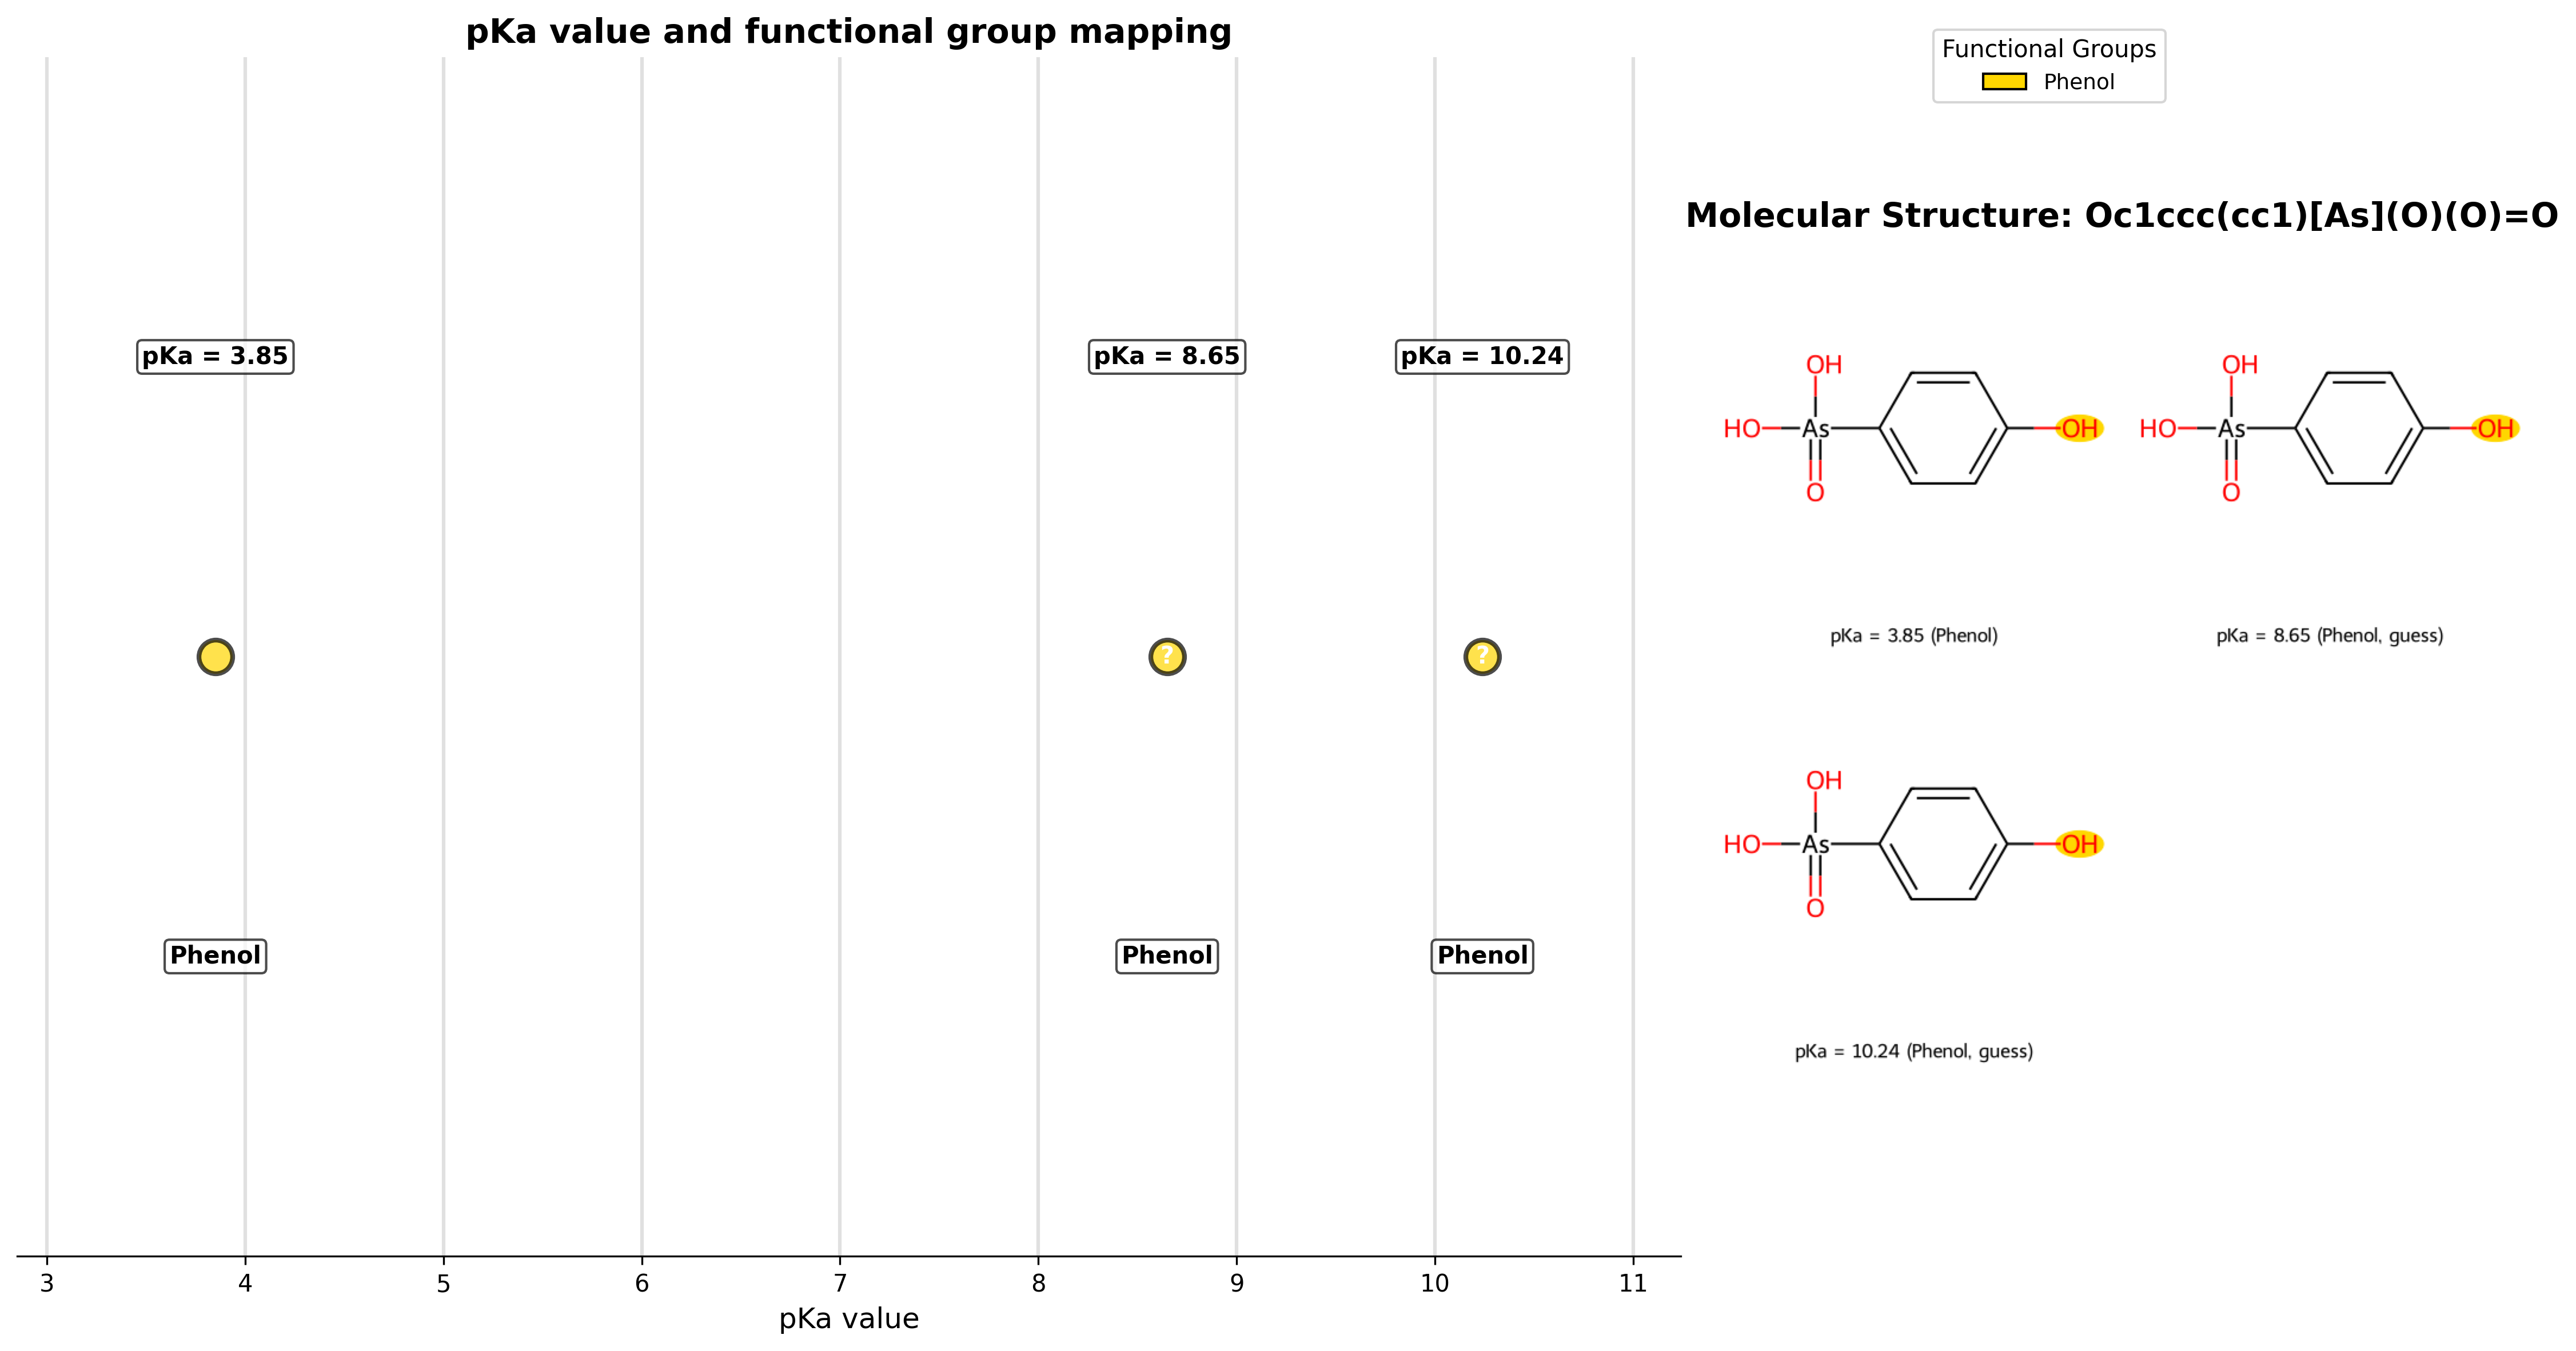 pKa value and functional group mapping
Functional Groups
Phenol
Molecular Structure: Oc1ccc(cc1)[As](O)(O)=O
pKa = 3.85
pKa = 8.65
pKa = 10.24
?
?
Phenol
Phenol
Phenol
3 4 5 6 7 8 9 10 11
pKa value
OH
HO As OH
O
pKa = 3.85 (Phenol)
OH
HO As OH
O
pKa = 8.65 (Phenol, guess)
OH
HO As OH
O
pKa = 10.24 (Phenol, guess)